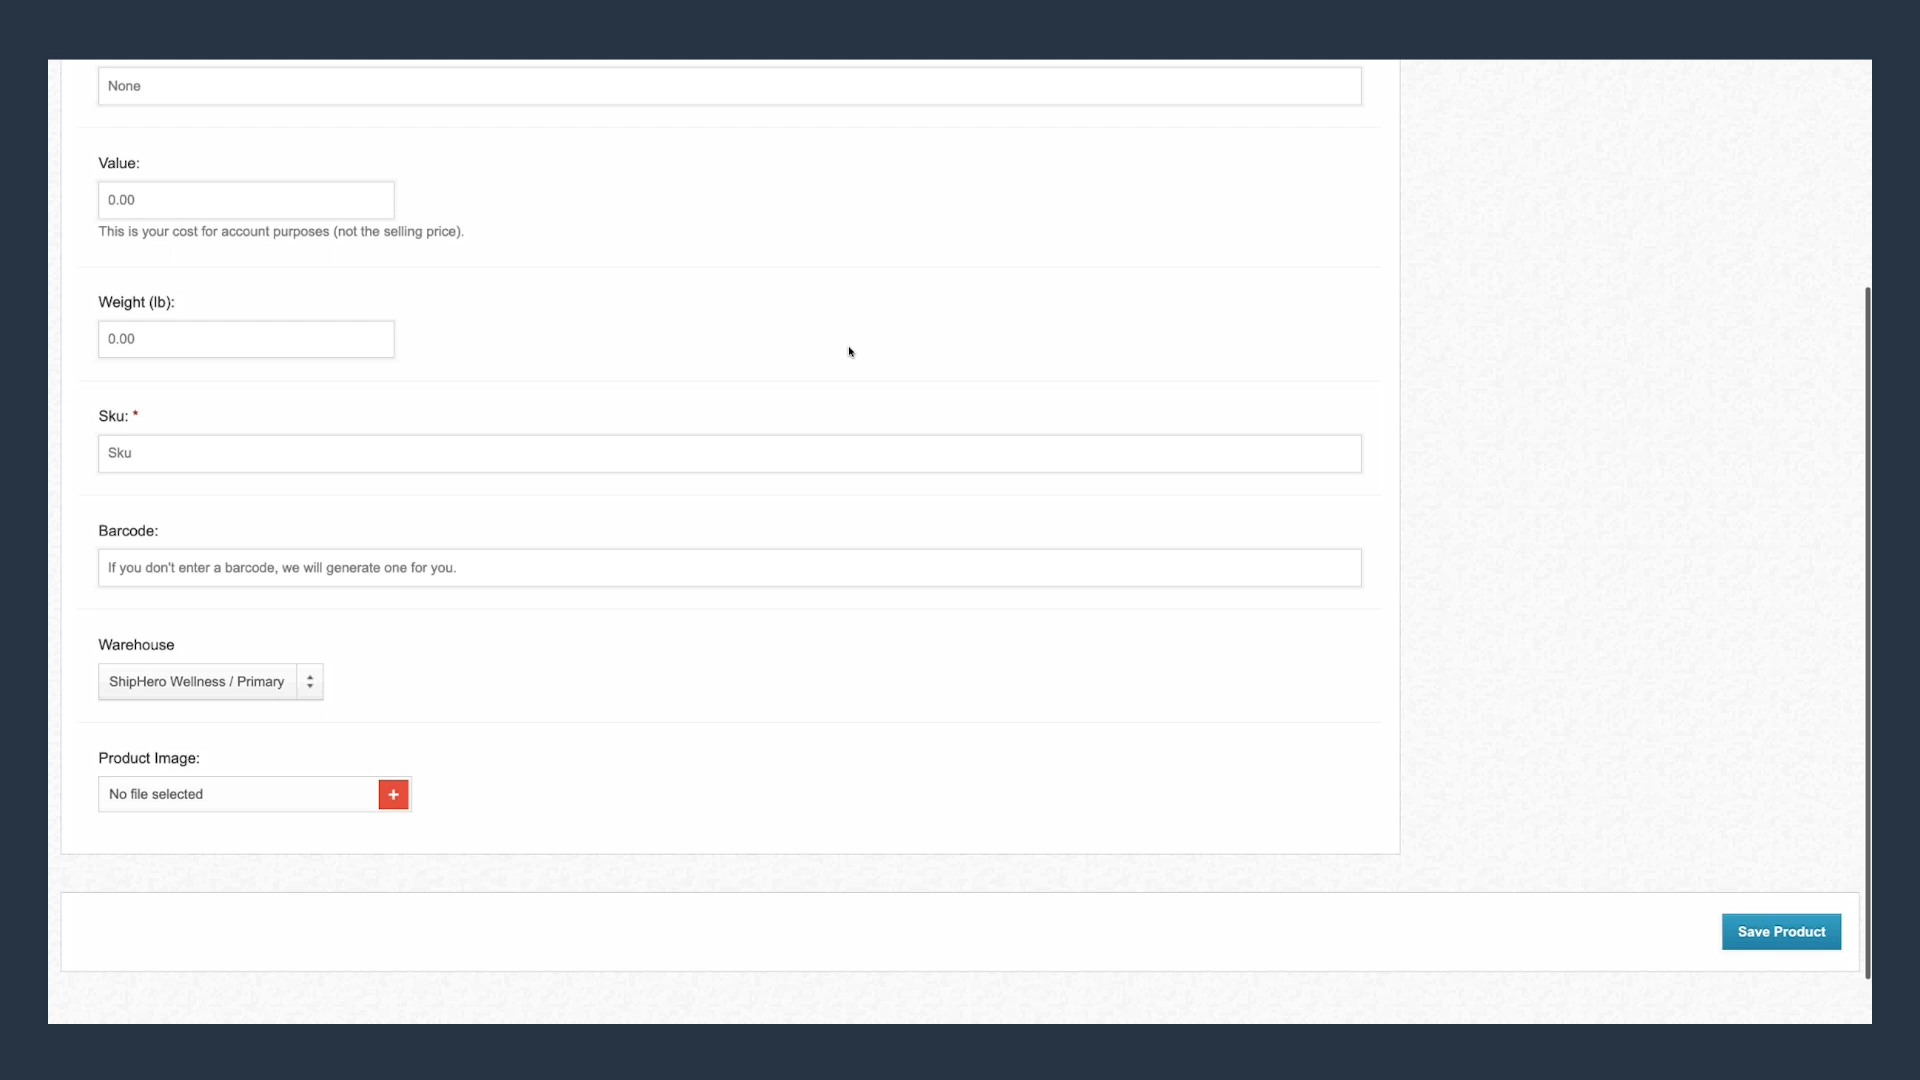 None
Value:
0.00
This is your cost for account purposes (not the selling price).
Weight (lb):
0.00
Sku: *
Sku
Barcode:
If you don't enter a barcode, we will generate one for you.
Warehouse
ShipHero Wellness / Primary
Product Image:
No file selected
+
Save Product